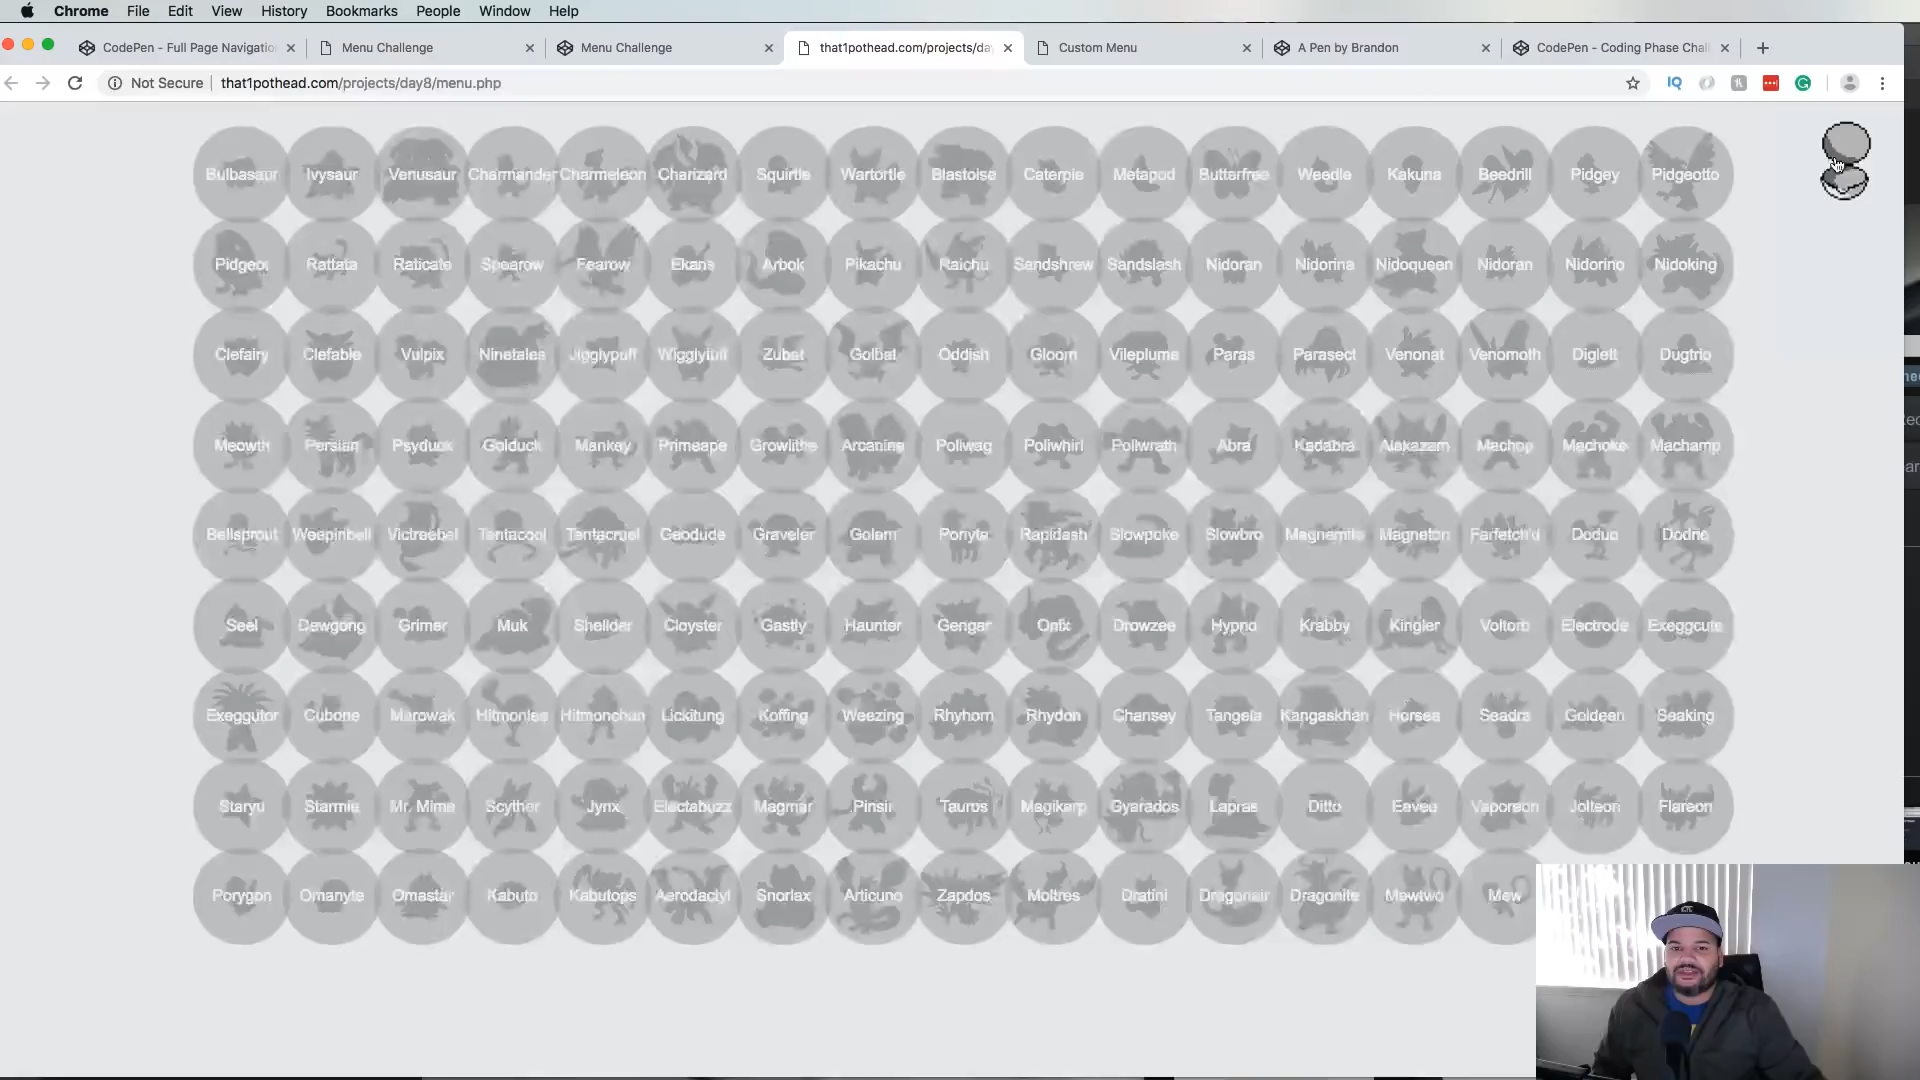 Chrome File Edit View History Bookmarks People Window Help
CodePen - Full Page Navigatio
Menu Challenge
Menu Challenge
that1pothead.com/projects/da
Custom Menu
A Pen by Brandon
CodePen - Coding Phase Chal
Not Secure that1pothead.com/projects/day8/menu.php
IQ
Bulbasaur Ivysaur Venusaur Charmander Charmeleon Charizard Squirtle Wartortle Blastoise Caterpie Metapod Butterfree Weedle Kakuna Beedrill Pidgey Pidgeotto
Pidgeot Rattata Raticate Spearow Fearow Ekans Arbok Pikachu Raichu Sandshrew Sandslash Nidoran Nidorina Nidoqueen Nidoran Nidorino Nidoking
Clefairy Clefable Vulpix Ninetales Jigglypuff Wigglytuff Zubat Golbat Oddish Gloom Vileplume Paras Parasect Venonat Venomoth Diglett Dugtrio
Meowth Persian Psyduck Golduck Mankey Primeape Growlithe Arcanine Poliwag Poliwhirl Poliwrath Abra Kadabra Alakazam Machop Machoke Machamp
Bellsprout Weepinbell Victreebel Tentacool Tentacruel Geodude Graveler Golem Ponyta Rapidash Slowpoke Slowbro Magnemite Magneton Farfetch'd Doduo Dodrio
Seel Dewgong Grimer Muk Shellder Cloyster Gastly Haunter Gengar Onix Drowzee Hypno Krabby Kingler Voltorb Electrode Exeggcute
Exeggutor Cubone Marowak Hitmonlee Hitmonchan Lickitung Koffing Weezing Rhyhorn Rhydon Chansey Tangela Kangaskhan Horsea Seadra Goldeen Seaking
Staryu Starmie Mr. Mime Scyther Jynx Electabuzz Magmar Pinsir Tauros Magikarp Gyarados Lapras Ditto Eevee Vaporeon Jolteon Flareon
Porygon Omanyte Omastar Kabuto Kabutops Aerodactyl Snorlax Articuno Zapdos Moltres Dratini Dragonair Dragonite Mewtwo Mew